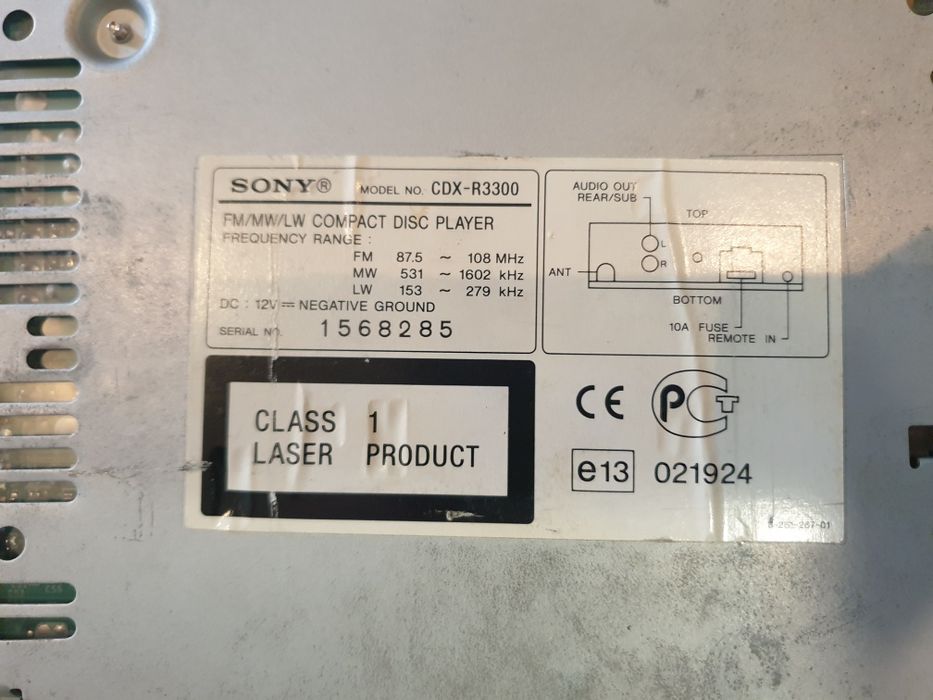 SONY® MODEL NO. CDX-R3300
FM/MW/LW COMPACT DISC PLAYER
FREQUENCY RANGE :
FM 87.5 ~ 108 MHz
MW 531 ~ 1602 kHz
LW 153 ~ 279 kHz
DC : 12V ⎓ NEGATIVE GROUND
SERIAL NO. 1568285
AUDIO OUT
REAR/SUB
TOP
L
R
ANT
BOTTOM
10A FUSE
REMOTE IN
CLASS 1
LASER PRODUCT
CE PCT
e13 021924